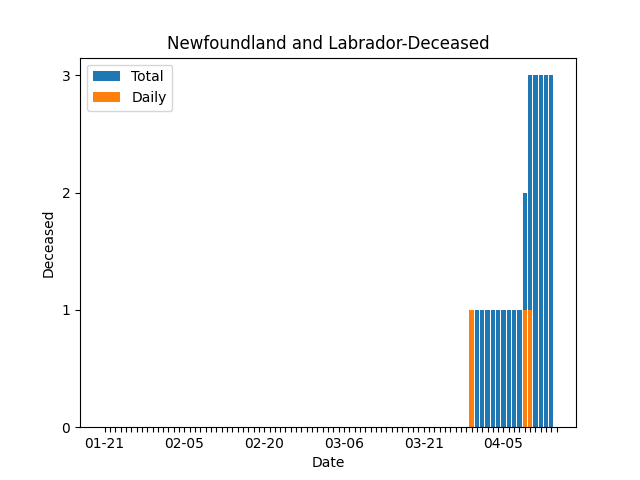 Newfoundland and Labrador-Deceased
Total
Daily
3
2
1
0
Deceased
01-21 02-05 02-20 03-06 03-21 04-05
Date